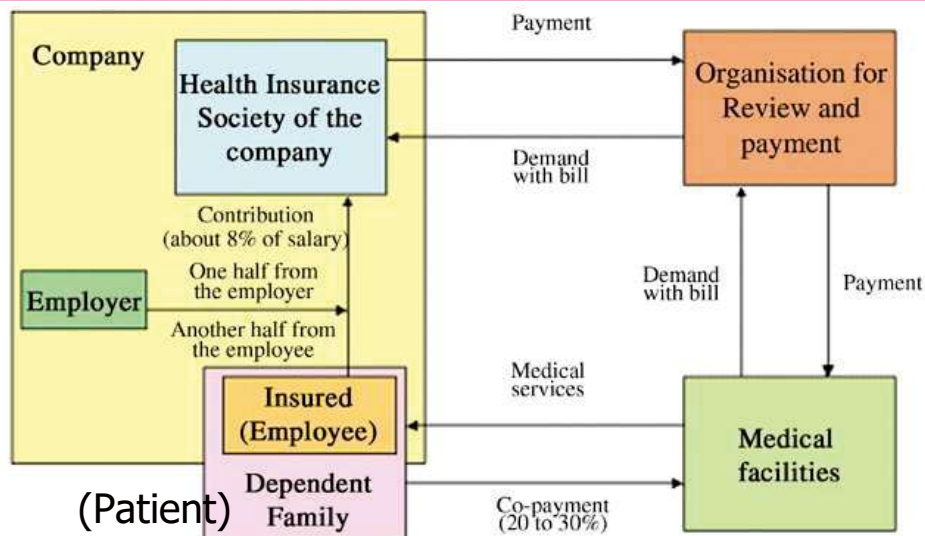 Company
Health Insurance
Society of the
company
Payment
Organisation for
Review and
payment
Demand
with bill
Contribution
(about 8% of salary)
One half from
the employer
Employer
Another half from
the employee
Demand
with bill
Payment
Insured
(Employee)
Medical
services
Medical
facilities
Dependent
Family
(Patient)
Co-payment
(20 to 30%)